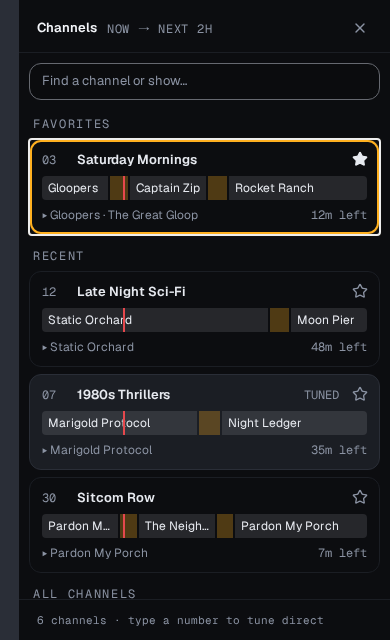 Channels NOW → NEXT 2H
Find a channel or show…
FAVORITES
03 Saturday Mornings
Gloopers Captain Zip Rocket Ranch
▸ Gloopers · The Great Gloop 12m left
RECENT
12 Late Night Sci-Fi
Static Orchard Moon Pier
▸ Static Orchard 48m left
07 1980s Thrillers TUNED
Marigold Protocol Night Ledger
▸ Marigold Protocol 35m left
30 Sitcom Row
Pardon M… The Neigh… Pardon My Porch
▸ Pardon My Porch 7m left
ALL CHANNELS
6 channels · type a number to tune direct